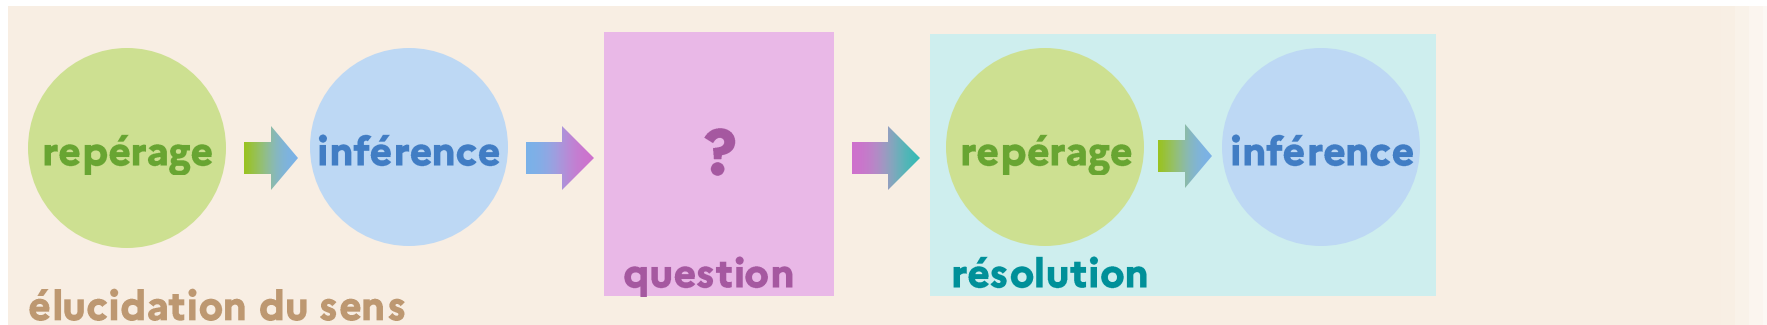 repérage
inférence
?
question
repérage
inférence
résolution
élucidation du sens